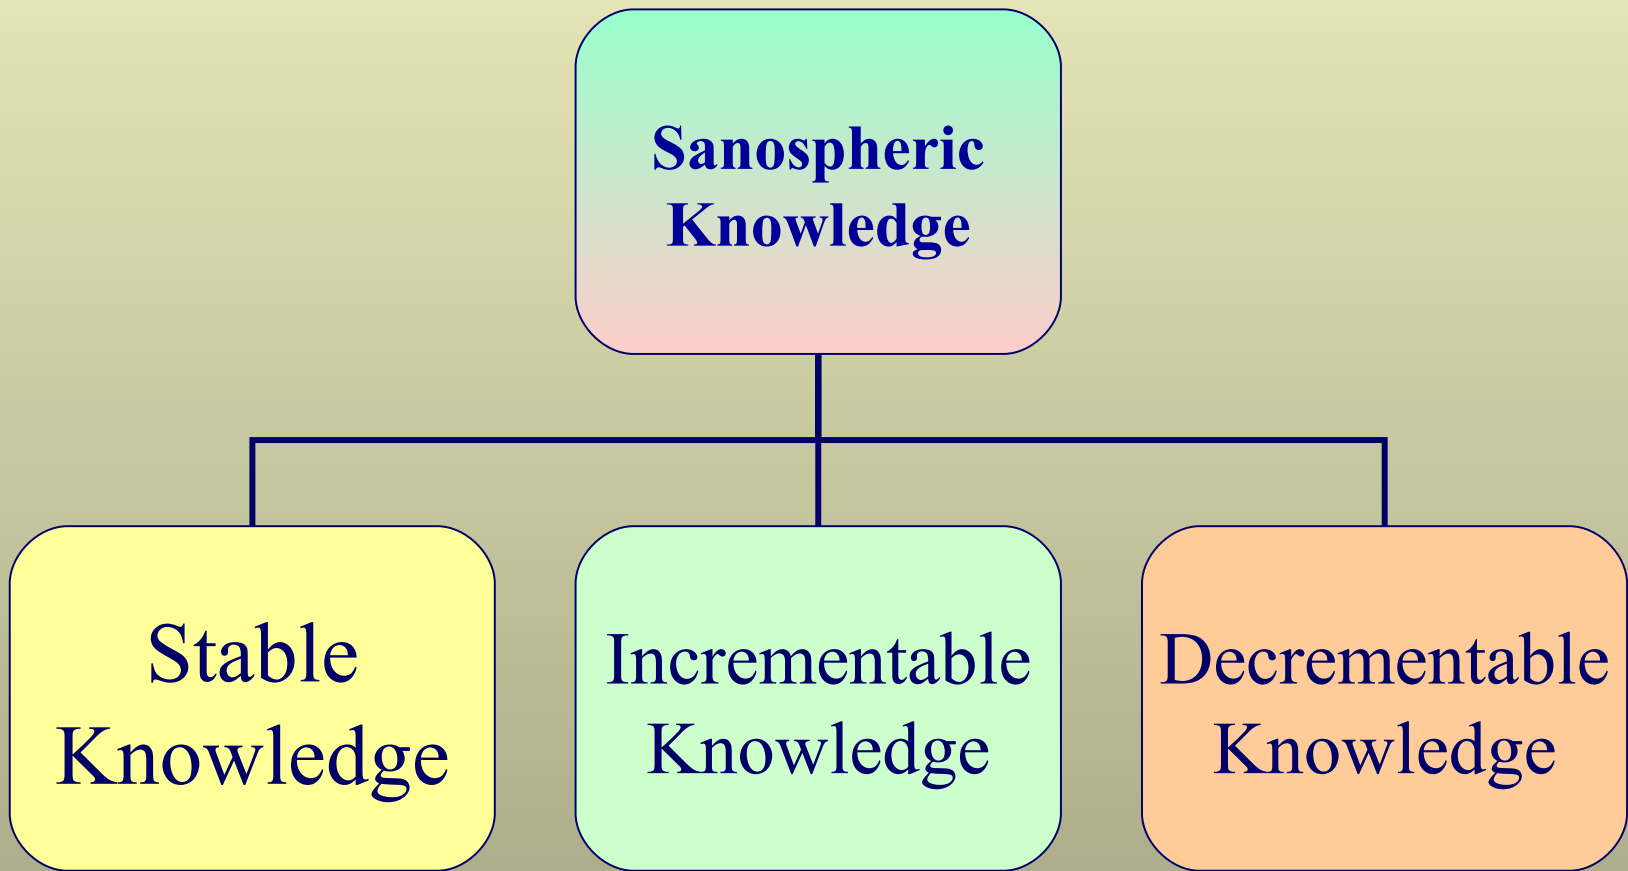 Sanospheric
Knowledge
Stable
Knowledge
Incrementable
Knowledge
Decrementable
Knowledge